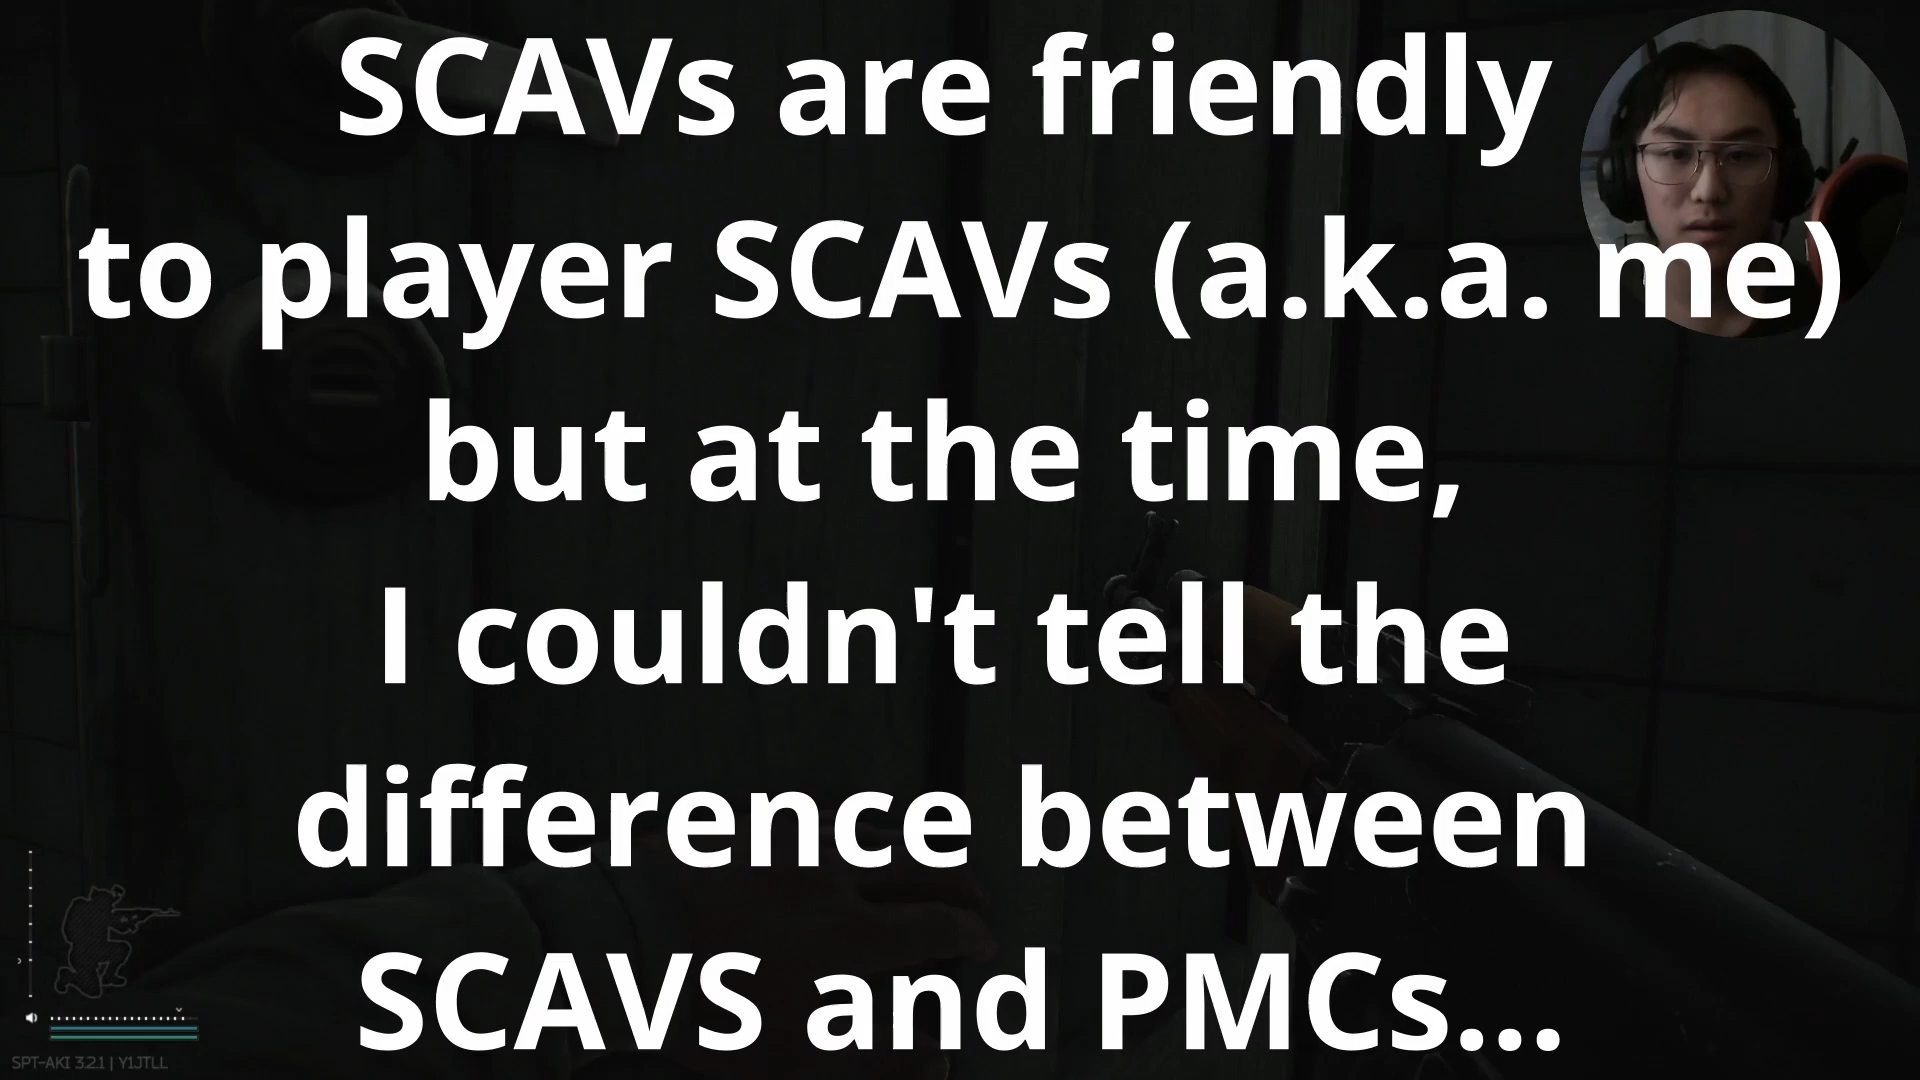 SCAVs are friendly
to player SCAVs (a.k.a. me)
but at the time,
I couldn't tell the
difference between
SCAVS and PMCs...
SPT-AKI 3.2.1 | Y1JTLL